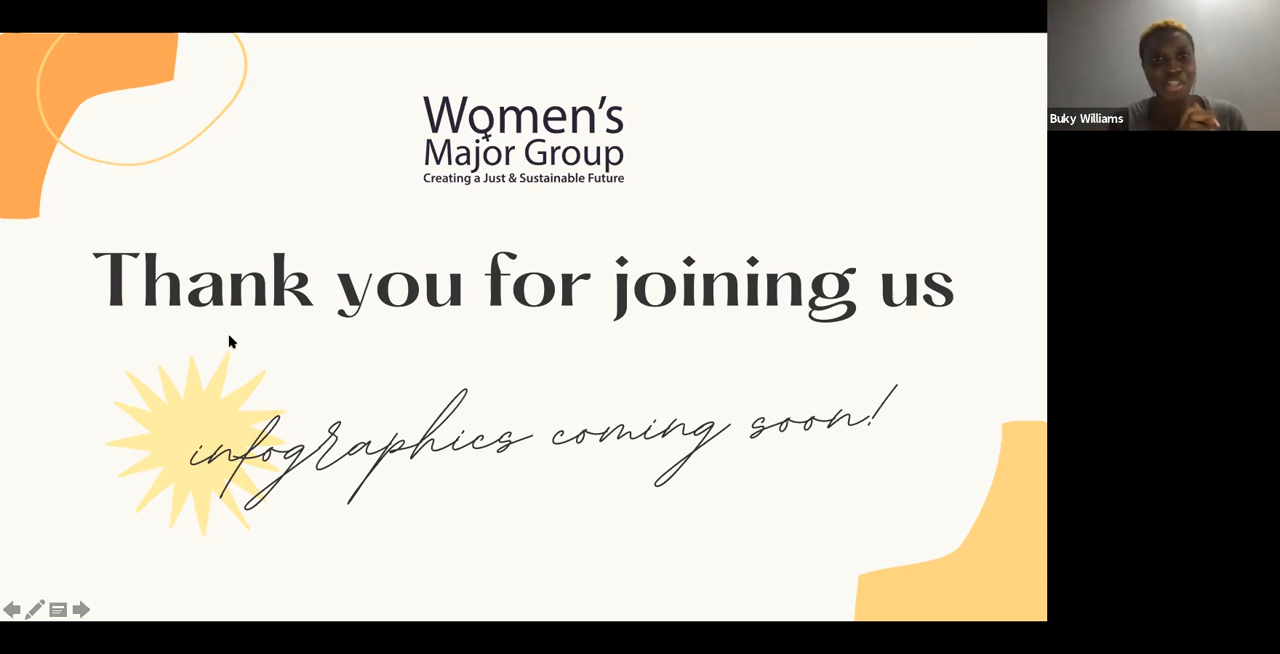 Women's
Major Group
Creating a Just & Sustainable Future
Thank you for joining us
infographics coming soon!
Buky Williams